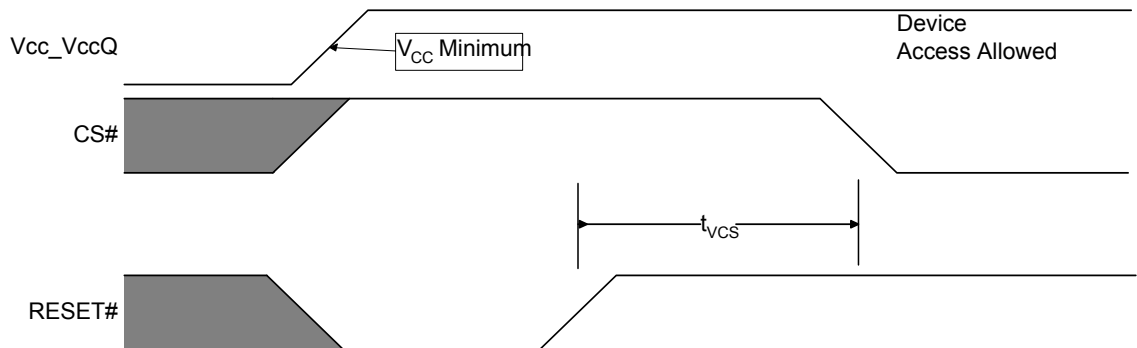 Vcc_VccQ
VCC Minimum
Device
Access Allowed
CS#
tVCS
RESET#